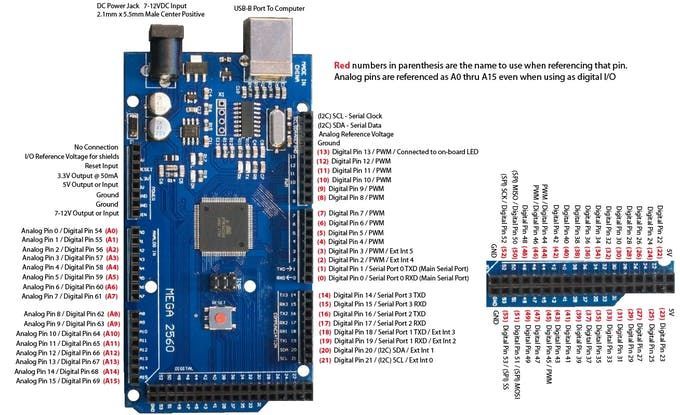 DC Power Jack 7-12VDC Input
2.1mm x 5.5mm Male Center Positive
USB-B Port To Computer
Red numbers in parenthesis are the name to use when referencing that pin.
Analog pins are referenced as A0 thru A15 even when using as digital I/O
MADE IN
CHINA
No Connection
I/O Reference Voltage for shields
Reset Input
3.3V Output @ 50mA
5V Output or Input
Ground
Ground
7-12V Output or Input
Analog Pin 0 / Digital Pin 54 (A0)
Analog Pin 1 / Digital Pin 55 (A1)
Analog Pin 2 / Digital Pin 56 (A2)
Analog Pin 3 / Digital Pin 57 (A3)
Analog Pin 4 / Digital Pin 58 (A4)
Analog Pin 5 / Digital Pin 59 (A5)
Analog Pin 6 / Digital Pin 60 (A6)
Analog Pin 7 / Digital Pin 61 (A7)
Analog Pin 8 / Digital Pin 62 (A8)
Analog Pin 9 / Digital Pin 63 (A9)
Analog Pin 10 / Digital Pin 64 (A10)
Analog Pin 11 / Digital Pin 65 (A11)
Analog Pin 12 / Digital Pin 66 (A12)
Analog Pin 13 / Digital Pin 67 (A13)
Analog Pin 14 / Digital Pin 68 (A14)
Analog Pin 15 / Digital Pin 69 (A15)
RESET
MEGA 2560
(I2C) SCL - Serial Clock
(I2C) SDA - Serial Data
Analog Reference Voltage
Ground
(13) Digital Pin 13 / PWM / Connected to on-board LED
(12) Digital Pin 12 / PWM
(11) Digital Pin 11 / PWM
(10) Digital Pin 10 / PWM
(9) Digital Pin 9 / PWM
(8) Digital Pin 8 / PWM
(7) Digital Pin 7 / PWM
(6) Digital Pin 6 / PWM
(5) Digital Pin 5 / PWM
(4) Digital Pin 4 / PWM
(3) Digital Pin 3 / PWM / Ext Int 5
(2) Digital Pin 2 / PWM / Ext Int 4
(1) Digital Pin 1 / Serial Port 0 TXD (Main Serial Port)
(0) Digital Pin 0 / Serial Port 0 RXD (Main Serial Port)
(14) Digital Pin 14 / Serial Port 3 TXD
(15) Digital Pin 15 / Serial Port 3 RXD
(16) Digital Pin 16 / Serial Port 2 TXD
(17) Digital Pin 17 / Serial Port 2 RXD
(18) Digital Pin 18 / Serial Port 1 TXD / Ext Int 3
(19) Digital Pin 19 / Serial Port 1 RXD / Ext Int 2
(20) Digital Pin 20 / (I2C) SDA / Ext Int 1
(21) Digital Pin 21 / (I2C) SCL / Ext Int 0
GND
(SPI) SCK / Digital Pin 52 (52)
(SPI) MISO / Digital Pin 50 (50)
Digital Pin 48 (48)
PWM / Digital Pin 46 (46)
PWM / Digital Pin 44 (44)
Digital Pin 42 (42)
Digital Pin 40 (40)
Digital Pin 38 (38)
Digital Pin 36 (36)
Digital Pin 34 (34)
Digital Pin 32 (32)
Digital Pin 30 (30)
Digital Pin 28 (28)
Digital Pin 26 (26)
Digital Pin 24 (24)
Digital Pin 22 (22)
5V
GND
(53) Digital Pin 53 / (SPI) SS
(51) Digital Pin 51 / (SPI) MOSI
(49) Digital Pin 49
(47) Digital Pin 47
(45) Digital Pin 45 / PWM
(43) Digital Pin 43
(41) Digital Pin 41
(39) Digital Pin 39
(37) Digital Pin 37
(35) Digital Pin 35
(33) Digital Pin 33
(31) Digital Pin 31
(29) Digital Pin 29
(27) Digital Pin 27
(25) Digital Pin 25
(23) Digital Pin 23
5V